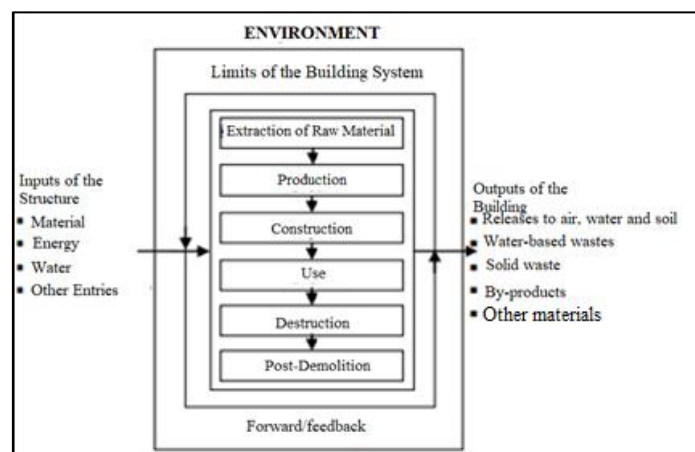 ENVIRONMENT
Limits of the Building System
Extraction of Raw Material
Production
Construction
Use
Destruction
Post-Demolition
Forward/feedback
Inputs of the
Structure
Material
Energy
Water
Other Entries
Outputs of the
Building
Releases to air, water and soil
Water-based wastes
Solid waste
By-products
Other materials